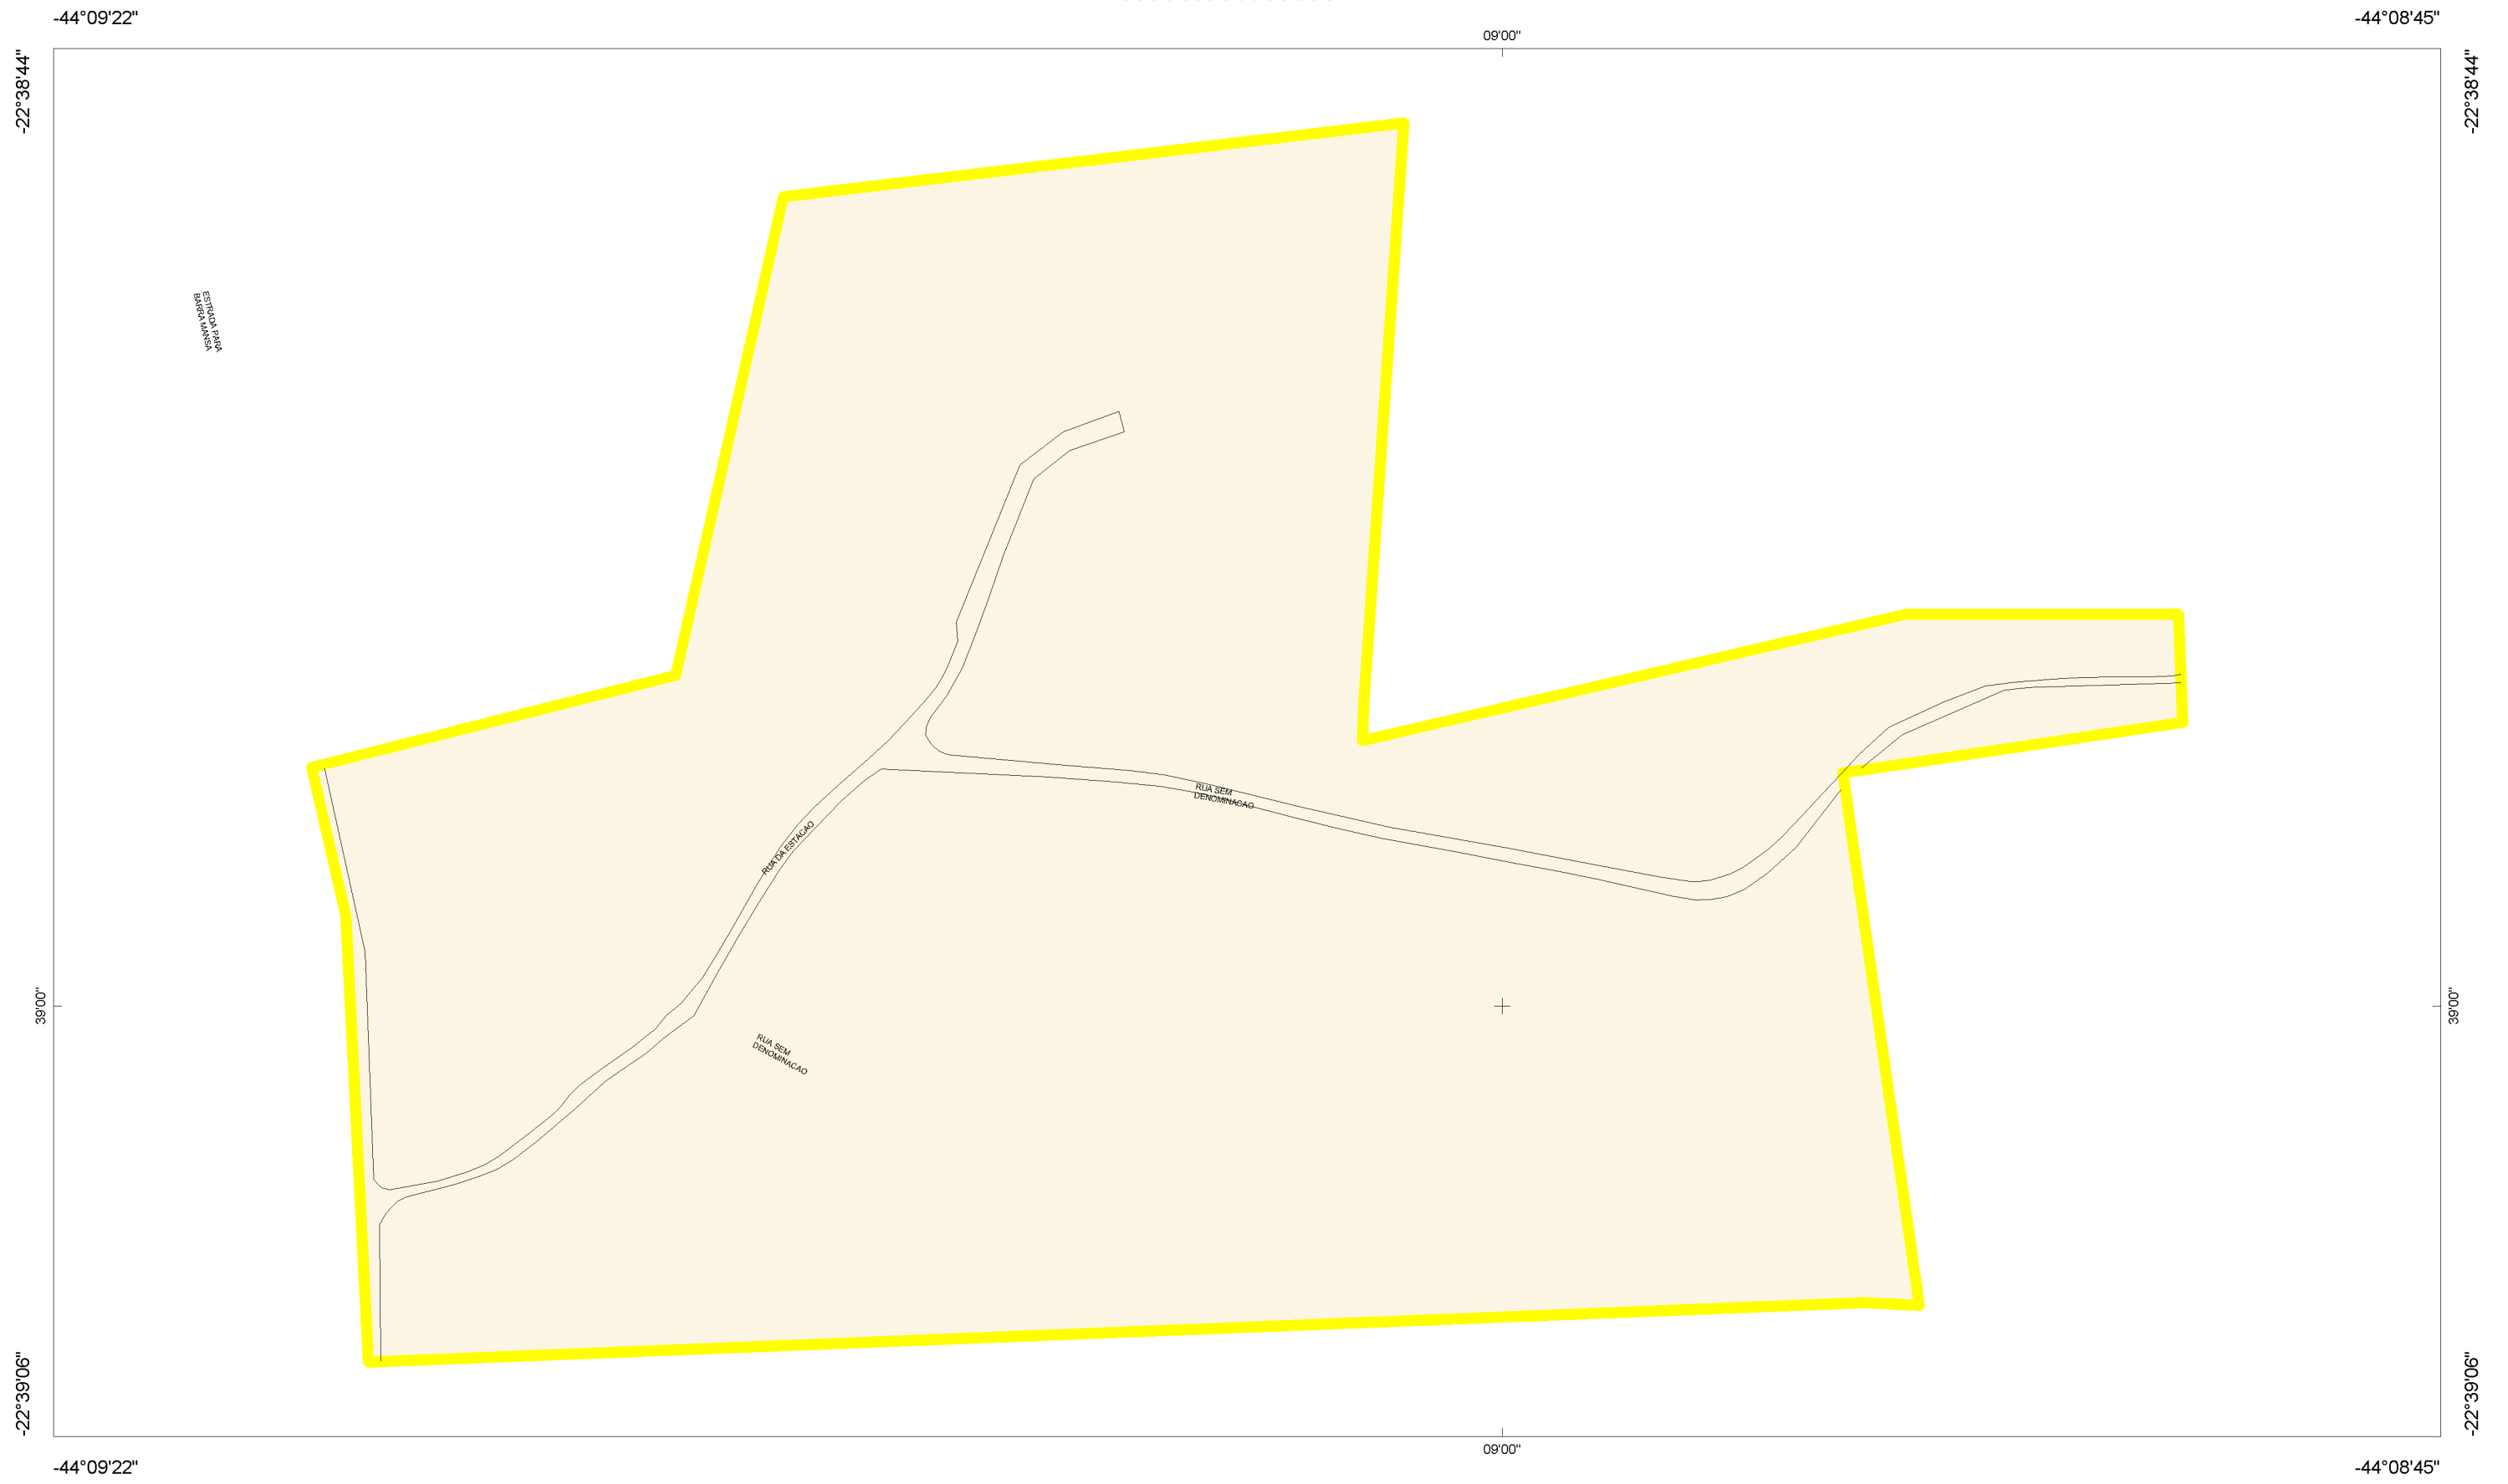 -44°09'22"
-44°08'45"
09'00"
-22°38'44"
-22°38'44"
ESTRADA PARA
BARRA MANSA
RUA SEM
DENOMINACAO
RUA DA ESTACAO
39'00"
39'00"
RUA SEM
DENOMINACAO
-22°39'06"
-22°39'06"
09'00"
-44°09'22"
-44°08'45"